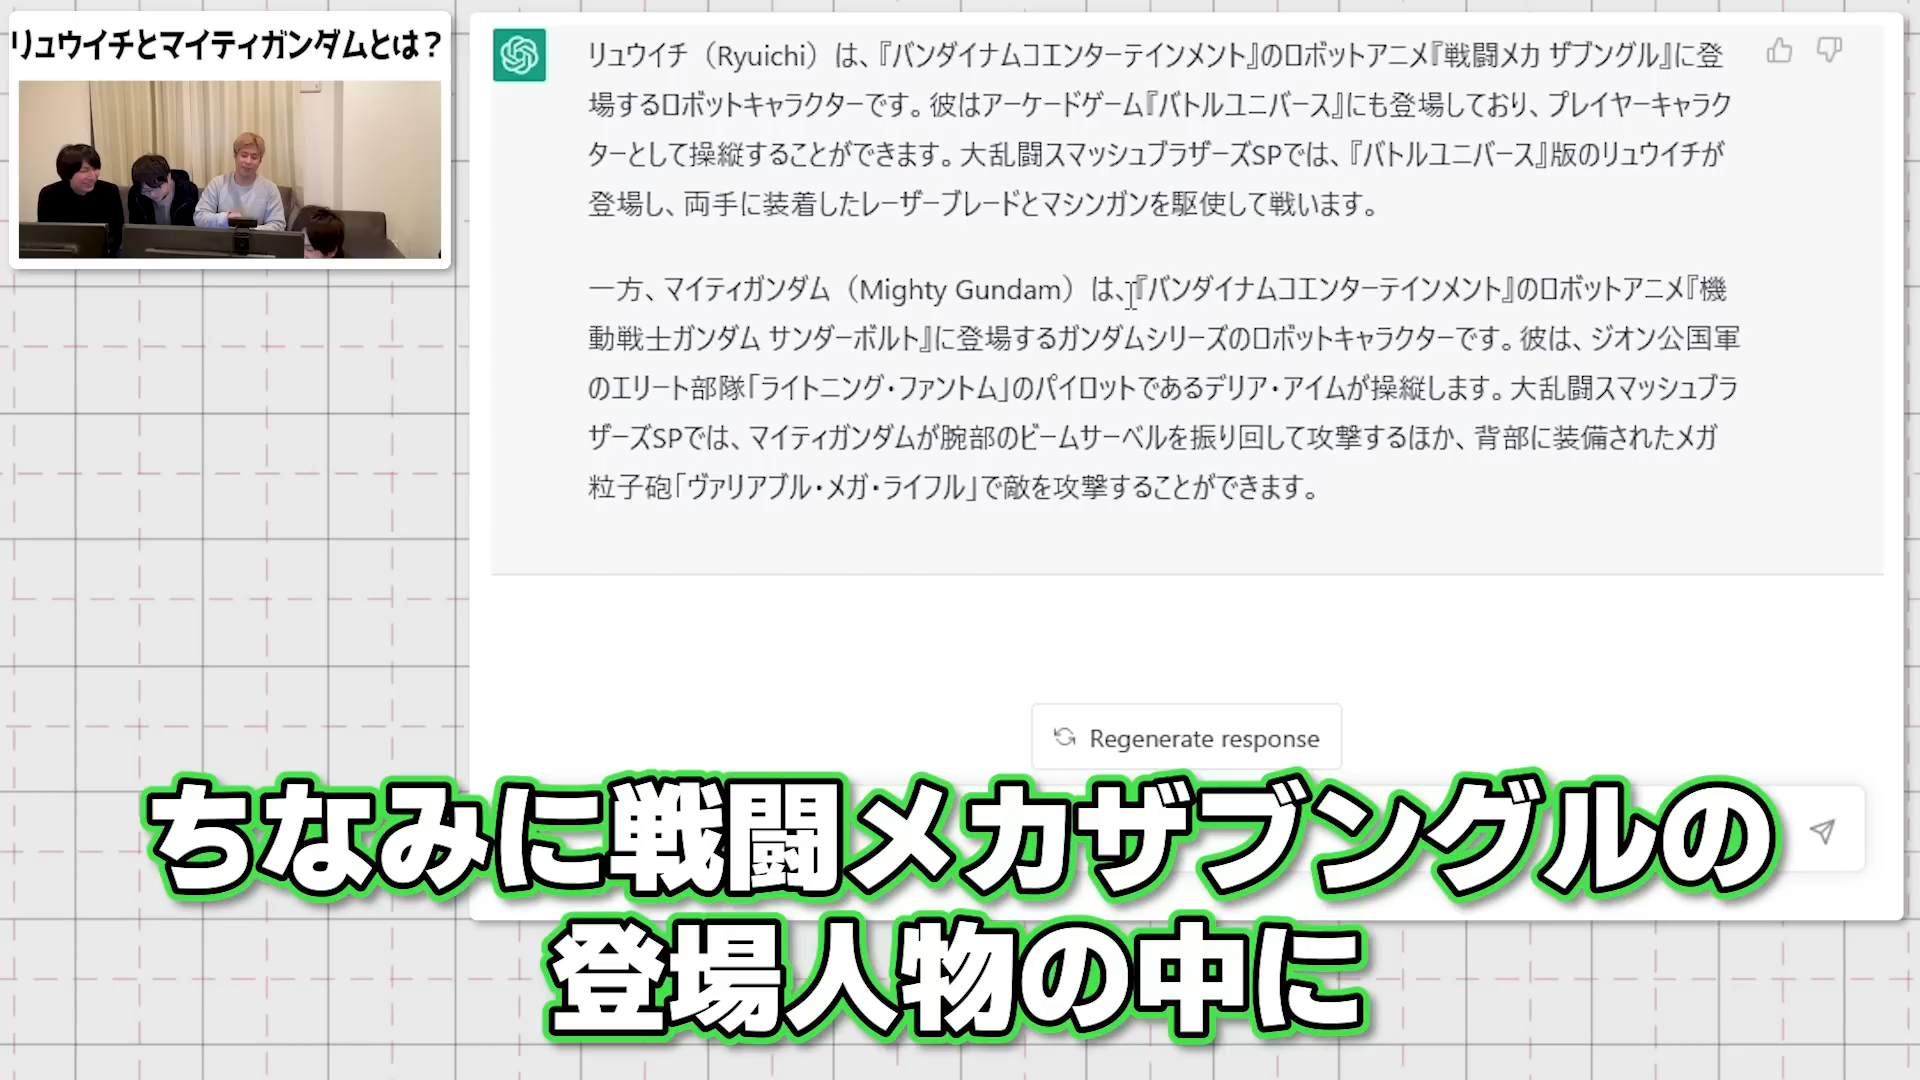 リュウイチとマイティガンダムとは？
リュウイチ（Ryuichi）は、『バンダイナムコエンターテインメント』のロボットアニメ『戦闘メカ ザブングル』に登
場するロボットキャラクターです。彼はアーケードゲーム『バトルユニバース』にも登場しており、プレイヤーキャラク
ターとして操縦することができます。大乱闘スマッシュブラザーズSPでは、『バトルユニバース』版のリュウイチが
登場し、両手に装着したレーザーブレードとマシンガンを駆使して戦います。
一方、マイティガンダム（Mighty Gundam）は、『バンダイナムコエンターテインメント』のロボットアニメ『機
動戦士ガンダム サンダーボルト』に登場するガンダムシリーズのロボットキャラクターです。彼は、ジオン公国軍
のエリート部隊「ライトニング・ファントム」のパイロットであるデリア・アイムが操縦します。大乱闘スマッシュブラ
ザーズSPでは、マイティガンダムが腕部のビームサーベルを振り回して攻撃するほか、背部に装備されたメガ
粒子砲「ヴァリアブル・メガ・ライフル」で敵を攻撃することができます。
Regenerate response
ちなみに戦闘メカザブングルの
登場人物の中に